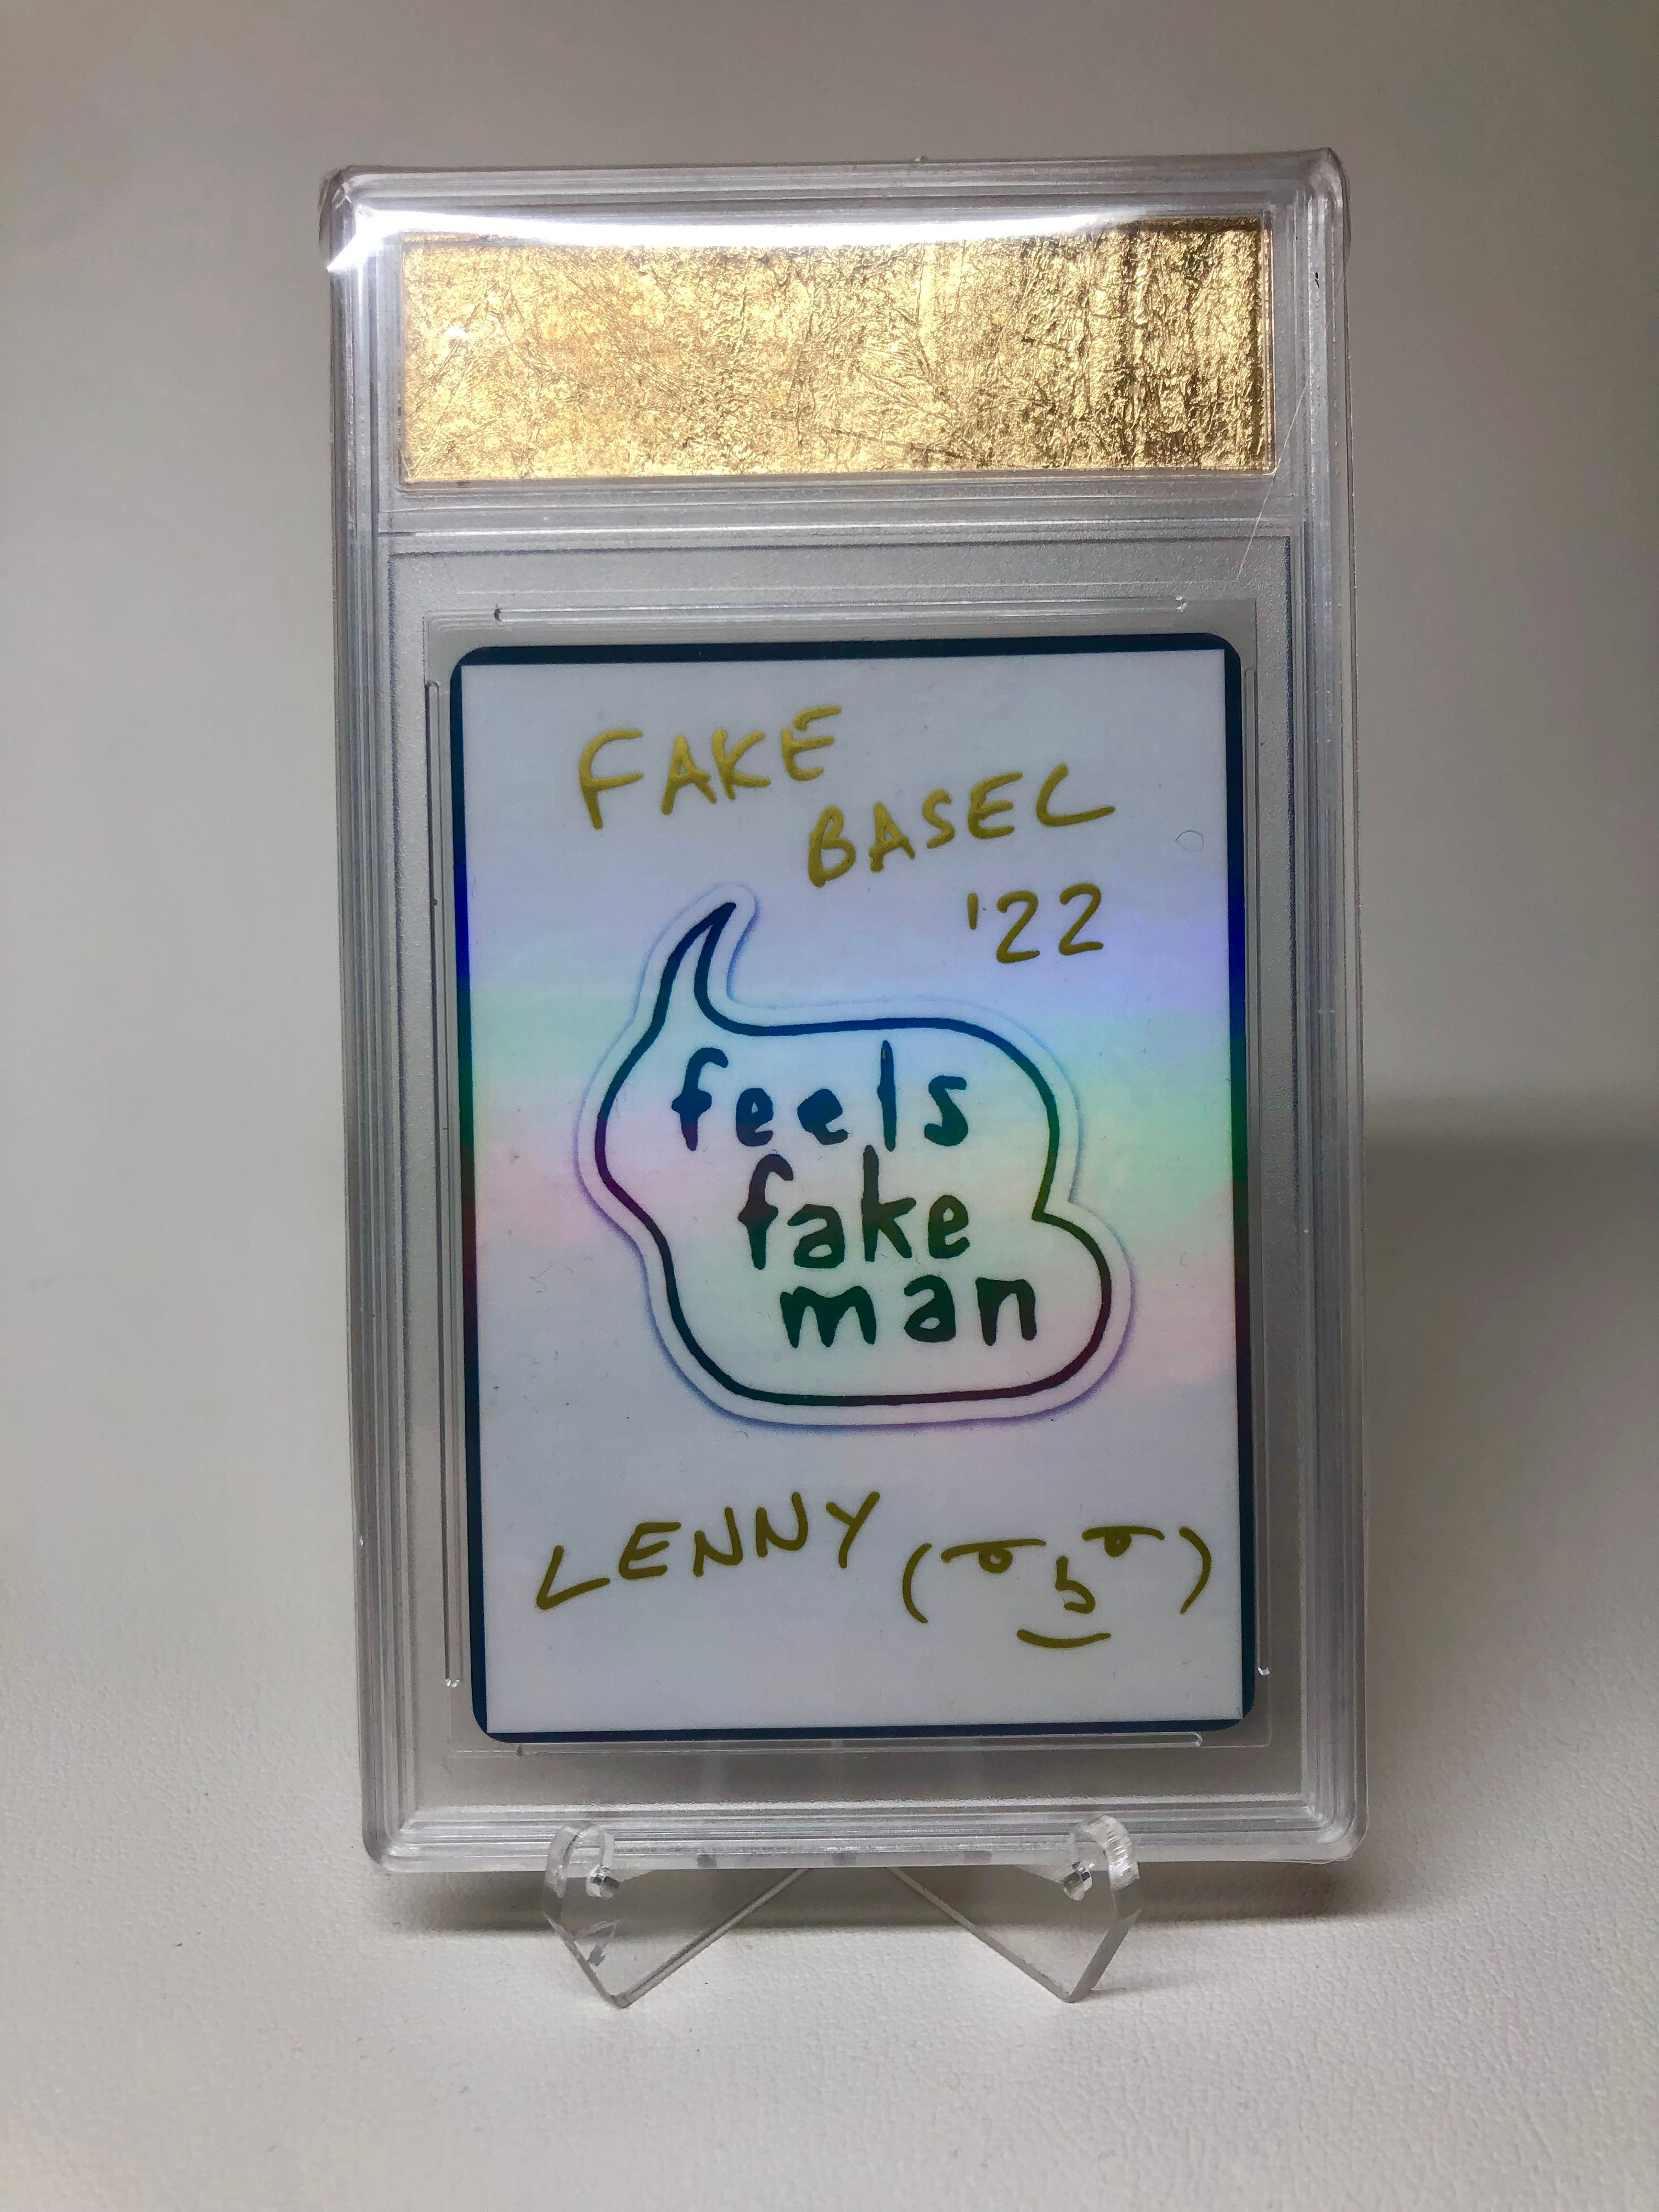 FAKE
BASEL
'22
feels
fake
man
LENNY ( ͡° ͜ʖ ͡°)